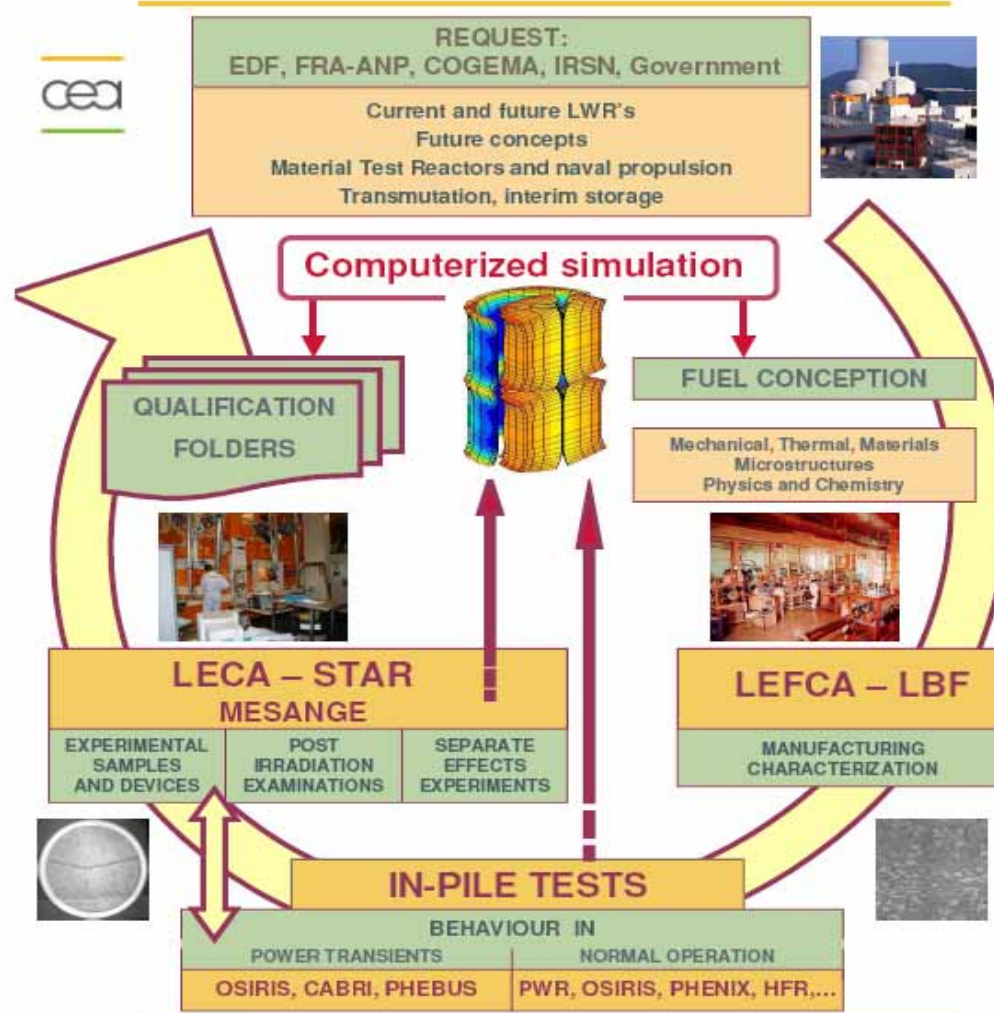 cea
REQUEST:
EDF, FRA-ANP, COGEMA, IRSN, Government
Current and future LWR's
Future concepts
Material Test Reactors and naval propulsion
Transmutation, interim storage
Computerized simulation
QUALIFICATION
FOLDERS
FUEL CONCEPTION
Mechanical, Thermal, Materials
Microstructures
Physics and Chemistry
LECA – STAR
MESANGE
EXPERIMENTAL
SAMPLES
AND DEVICES
POST
IRRADIATION
EXAMINATIONS
SEPARATE
EFFECTS
EXPERIMENTS
LEFCA – LBF
MANUFACTURING
CHARACTERIZATION
IN-PILE TESTS
BEHAVIOUR IN
POWER TRANSIENTS
NORMAL OPERATION
OSIRIS, CABRI, PHEBUS
PWR, OSIRIS, PHENIX, HFR,...